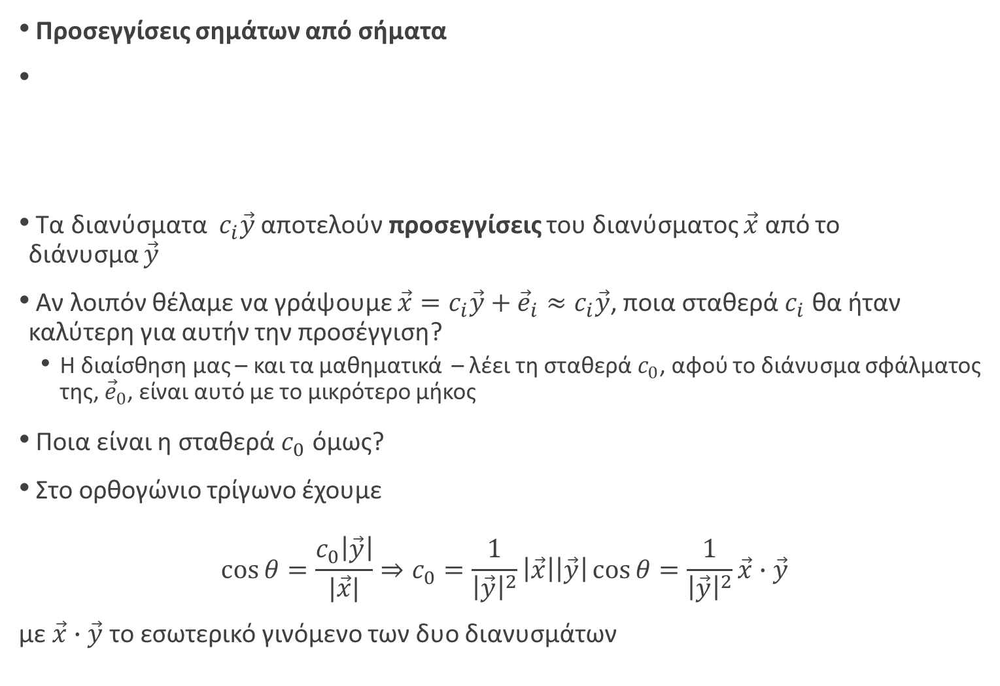 • Προσεγγίσεις σημάτων από σήματα
•
• Τα διανύσματα $c_i\vec{y}$ αποτελούν προσεγγίσεις του διανύσματος $\vec{x}$ από το
διάνυσμα $\vec{y}$
• Αν λοιπόν θέλαμε να γράψουμε $\vec{x} = c_i\vec{y} + \vec{e}_i \approx c_i\vec{y}$, ποια σταθερά $c_i$ θα ήταν
καλύτερη για αυτήν την προσέγγιση?
• Η διαίσθηση μας – και τα μαθηματικά – λέει τη σταθερά $c_0$, αφού το διάνυσμα σφάλματος
της, $\vec{e}_0$, είναι αυτό με το μικρότερο μήκος
• Ποια είναι η σταθερά $c_0$ όμως?
• Στο ορθογώνιο τρίγωνο έχουμε
$\cos\theta = \frac{c_0|\vec{y}|}{|\vec{x}|} \Rightarrow c_0 = \frac{1}{|\vec{y}|^2}|\vec{x}||\vec{y}|\cos\theta = \frac{1}{|\vec{y}|^2}\vec{x} \cdot \vec{y}$
με $\vec{x} \cdot \vec{y}$ το εσωτερικό γινόμενο των δυο διανυσμάτων